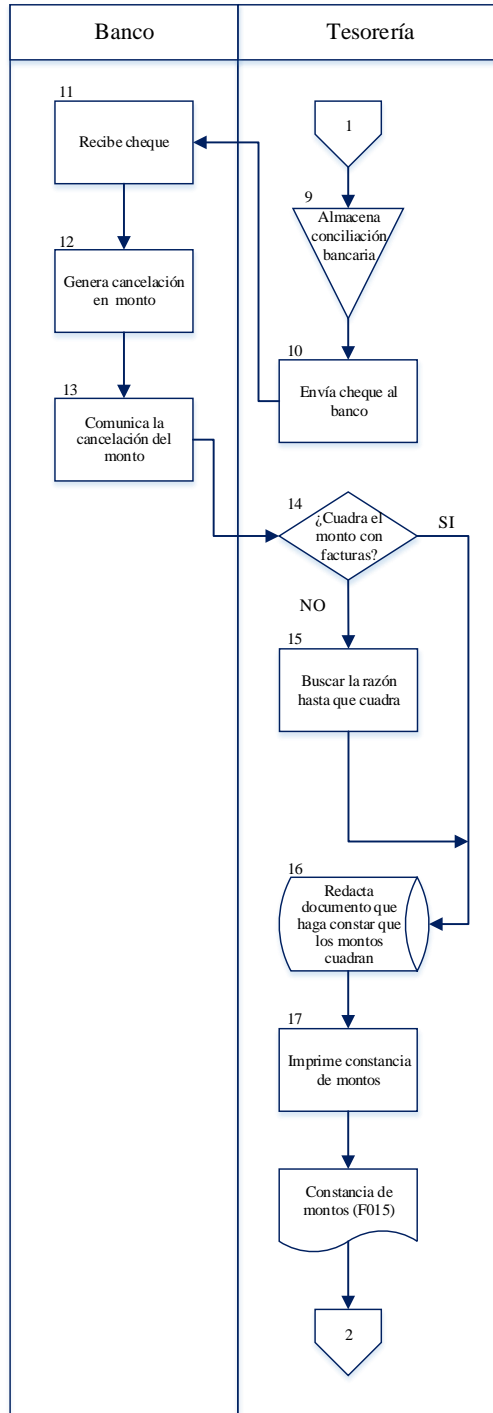 Banco
Tesorería
11
Recibe cheque
12
Genera cancelación
en monto
13
Comunica la
cancelación del
monto
1
9
Almacena
conciliación
bancaria
10
Envía cheque al
banco
14
¿Cuadra el
monto con
facturas?
SI
NO
15
Buscar la razón
hasta que cuadra
16
Redacta
documento que
haga constar que
los montos
cuadran
17
Imprime constancia
de montos
Constancia de
montos (F015)
2